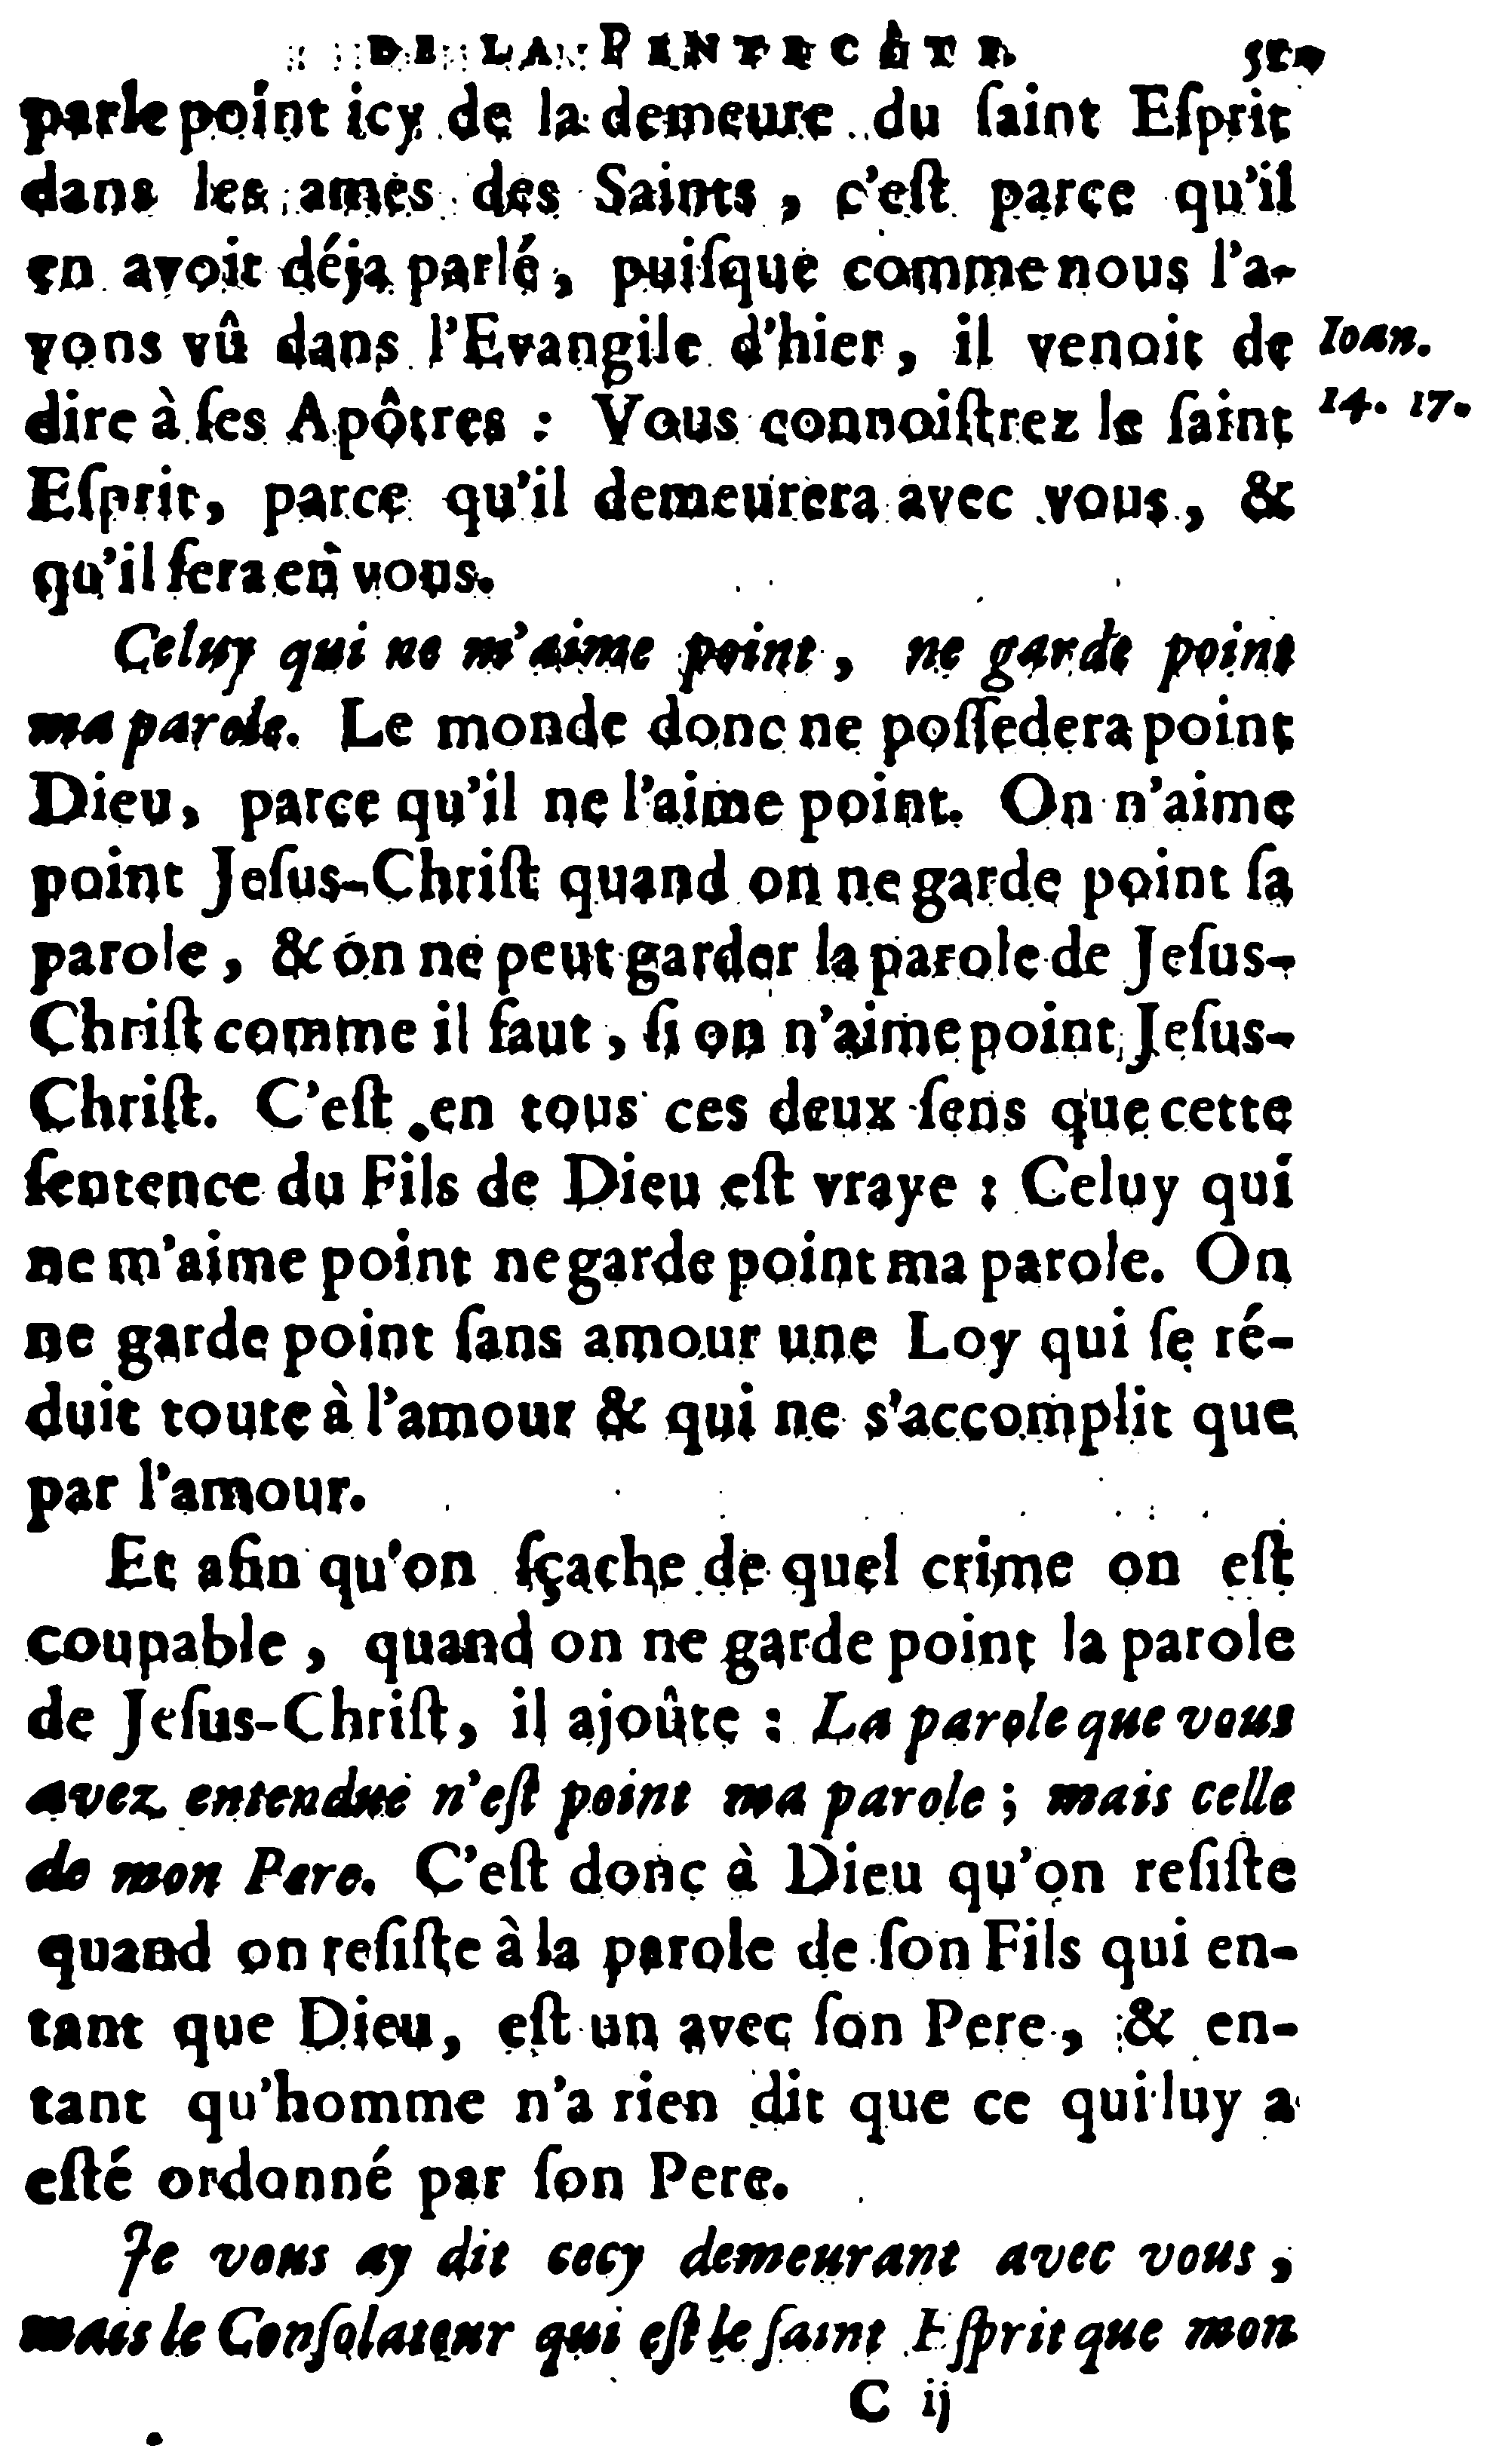 DE LA PENTECÔTE
parle point icy de la demeure du ſaint Eſprit
dans les ames des Saints, c'eſt parce qu'il
en avoit déja parlé, puiſque comme nous l'a-
vons vû dans l'Evangile d'hier, il venoit de
Ioan.
dire à ſes Apôtres : Vous connoiſtrez le ſaint
14. 17.
Eſprit, parce qu'il demeurera avec vous, &
qu'il ſera en vous.
Celuy qui ne m'aime point, ne garde point
ma parole. Le monde donc ne poſſedera point
Dieu, parce qu'il ne l'aime point. On n'aime
point Jeſus-Chriſt quand on ne garde point ſa
parole, & on ne peut garder la parole de Jeſus-
Chriſt comme il faut, ſi on n'aime point Jeſus-
Chriſt. C'eſt en tous ces deux ſens que cette
ſentence du Fils de Dieu eſt vraye : Celuy qui
ne m'aime point ne garde point ma parole. On
ne garde point ſans amour une Loy qui ſe ré-
duit toute à l'amour & qui ne s'accomplit que
par l'amour.
Et afin qu'on ſçache de quel crime on eſt
coupable, quand on ne garde point la parole
de Jeſus-Chriſt, il ajoûte : La parole que vous
avez entenduë n'eſt point ma parole ; mais celle
de mon Pere. C'eſt donc à Dieu qu'on reſiſte
quand on reſiſte à la parole de ſon Fils qui en-
tant que Dieu, eſt un avec ſon Pere, & en-
tant qu'homme n'a rien dit que ce qui luy a
eſté ordonné par ſon Pere.
Je vous ay dit cecy demeurant avec vous,
mais le Conſolateur qui eſt le ſaint Eſprit que mon
C ij